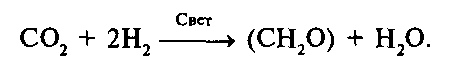 CO₂ + 2H₂ Свет → (CH₂O) + H₂O.